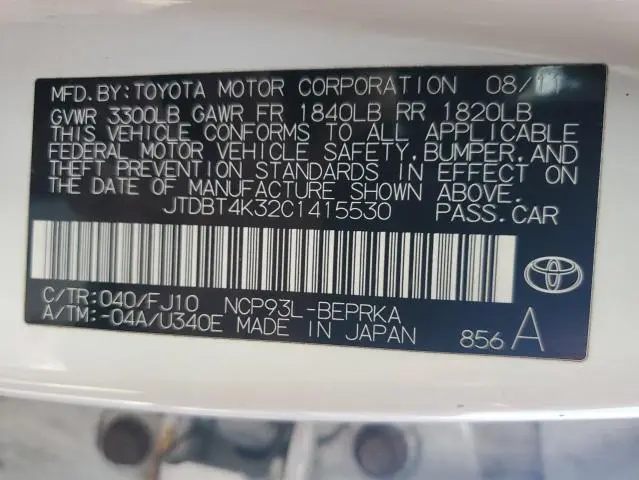 MFD. BY: TOYOTA MOTOR CORPORATION 08/11
GVWR 3300LB GAWR FR 1840LB RR 1820LB
THIS VEHICLE CONFORMS TO ALL APPLICABLE
FEDERAL MOTOR VEHICLE SAFETY, BUMPER, AND
THEFT PREVENTION STANDARDS IN EFFECT ON
THE DATE OF MANUFACTURE SHOWN ABOVE.
JTDBT4K32C1415530 PASS.CAR
C/TR:040/FJ10 NCP93L-BEPRKA
A/TM:-04A/U340E MADE IN JAPAN 856 A